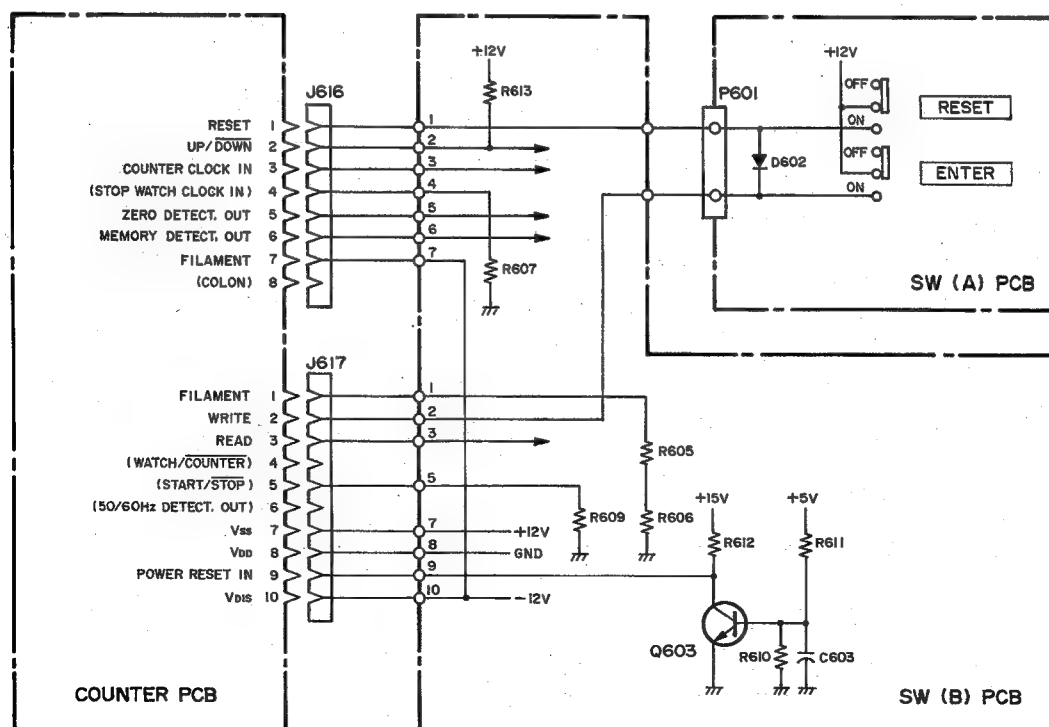 +12V
R613
J616
RESET 1
UP/DOWN 2
COUNTER CLOCK IN 3
(STOP WATCH CLOCK IN) 4
ZERO DETECT. OUT 5
MEMORY DETECT. OUT 6
FILAMENT 7
(COLON) 8
1
2
3
4
5
6
7
R607
P601
+12V
OFF
ON
RESET
OFF
ON
ENTER
D602
SW (A) PCB
J617
FILAMENT 1
WRITE 2
READ 3
(WATCH/COUNTER) 4
(START/STOP) 5
(50/60Hz DETECT. OUT) 6
VSS 7
VDD 8
POWER RESET IN 9
VDIS 10
1
2
3
5
7
8
9
10
+12V
GND
-12V
R605
R609
R606
+15V
R612
+5V
R611
Q603
R610
C603
COUNTER PCB
SW (B) PCB